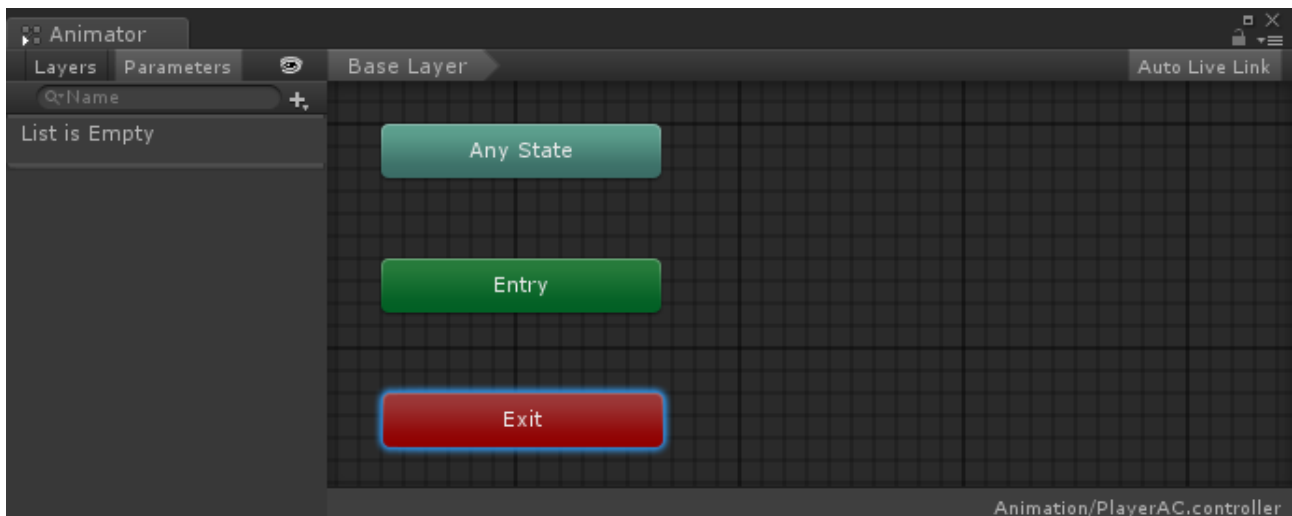 Animator
Layers Parameters
Base Layer
Auto Live Link
Name
List is Empty
Any State
Entry
Exit
Animation/PlayerAC.controller